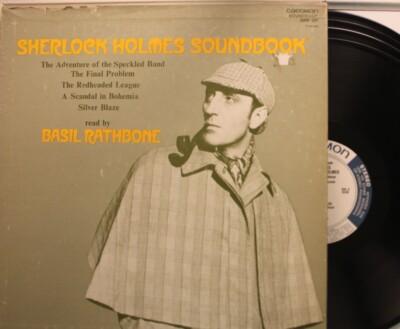 CAEDMON
SHERLOCK HOLMES SOUNDBOOK
The Adventure of the Speckled Band
The Final Problem
The Redheaded League
A Scandal in Bohemia
Silver Blaze
read by
BASIL RATHBONE
STEREO